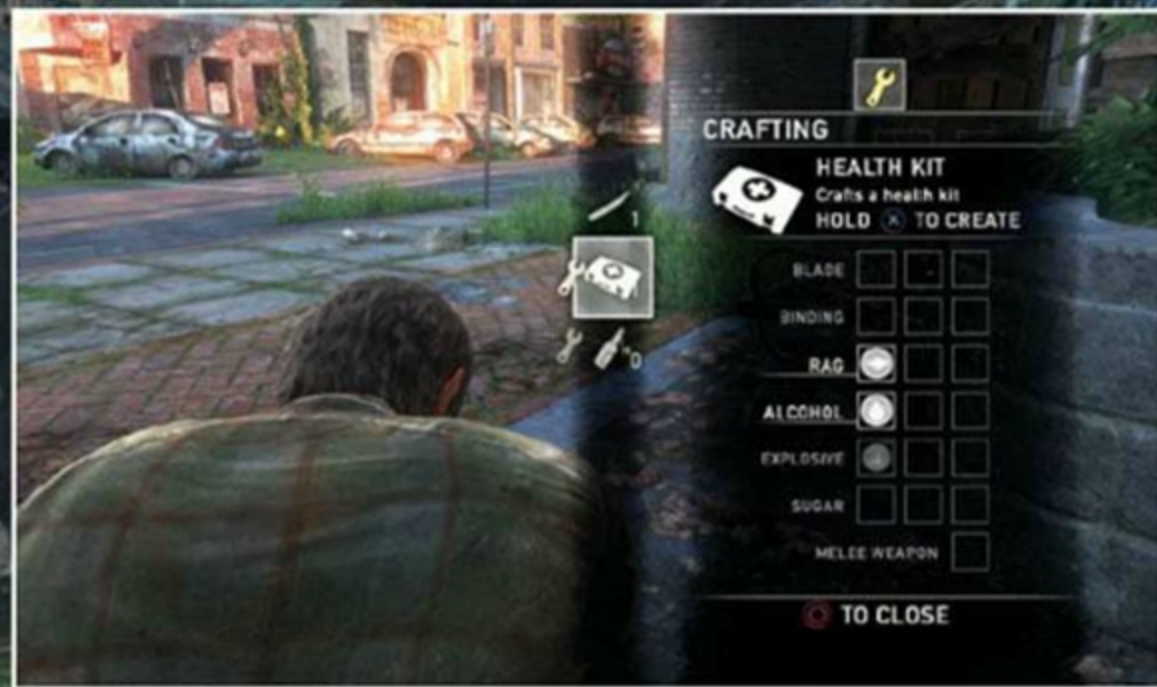 CRAFTING
HEALTH KIT
Crafts a health kit
HOLD X TO CREATE
1
0
BLADE
BINDING
RAG
ALCOHOL
EXPLOSIVE
SUGAR
MELEE WEAPON
TO CLOSE